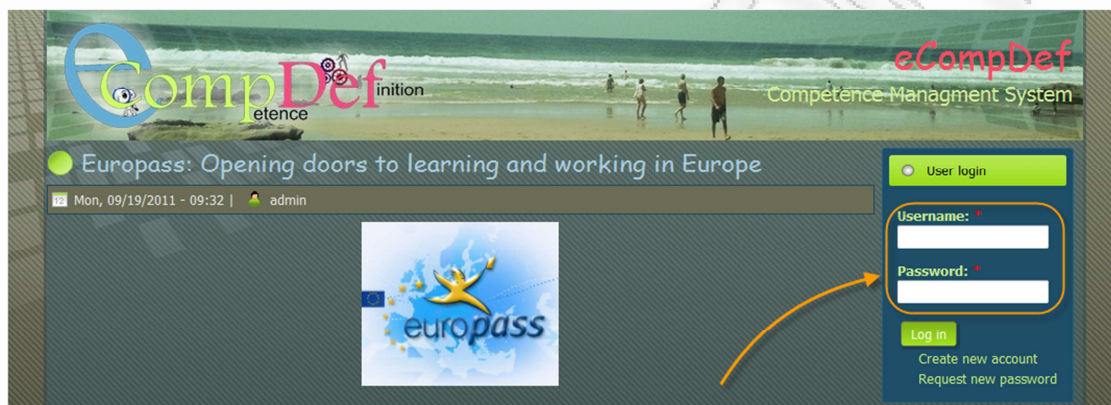 eCompDef
etence
inition
eCompDef
Competence Managment System
Europass: Opening doors to learning and working in Europe
12 Mon, 09/19/2011 - 09:32 | admin
europass
User login
Username: *
Password: *
Log in
Create new account
Request new password